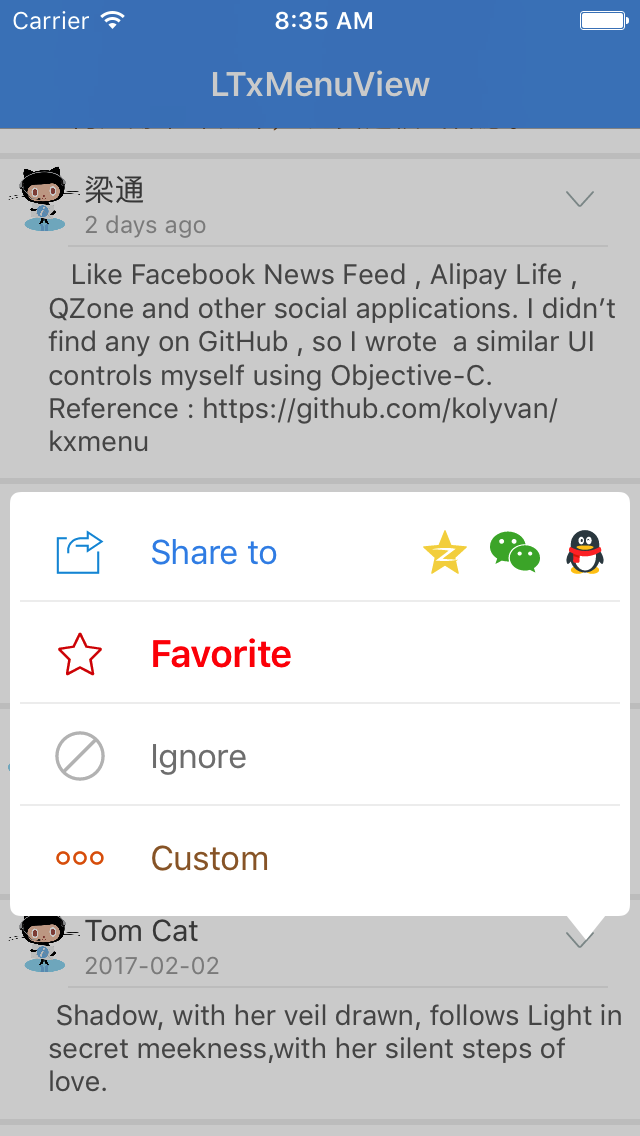 Carrier 8:35 AM
LTxMenuView
梁通
2 days ago
Like Facebook News Feed , Alipay Life ,
QZone and other social applications. I didn’t
find any on GitHub , so I wrote  a similar UI
controls myself using Objective-C.
Reference : https://github.com/kolyvan/
kxmenu
Share to
Favorite
Ignore
Custom
Tom Cat
2017-02-02
Shadow, with her veil drawn, follows Light in
secret meekness,with her silent steps of
love.